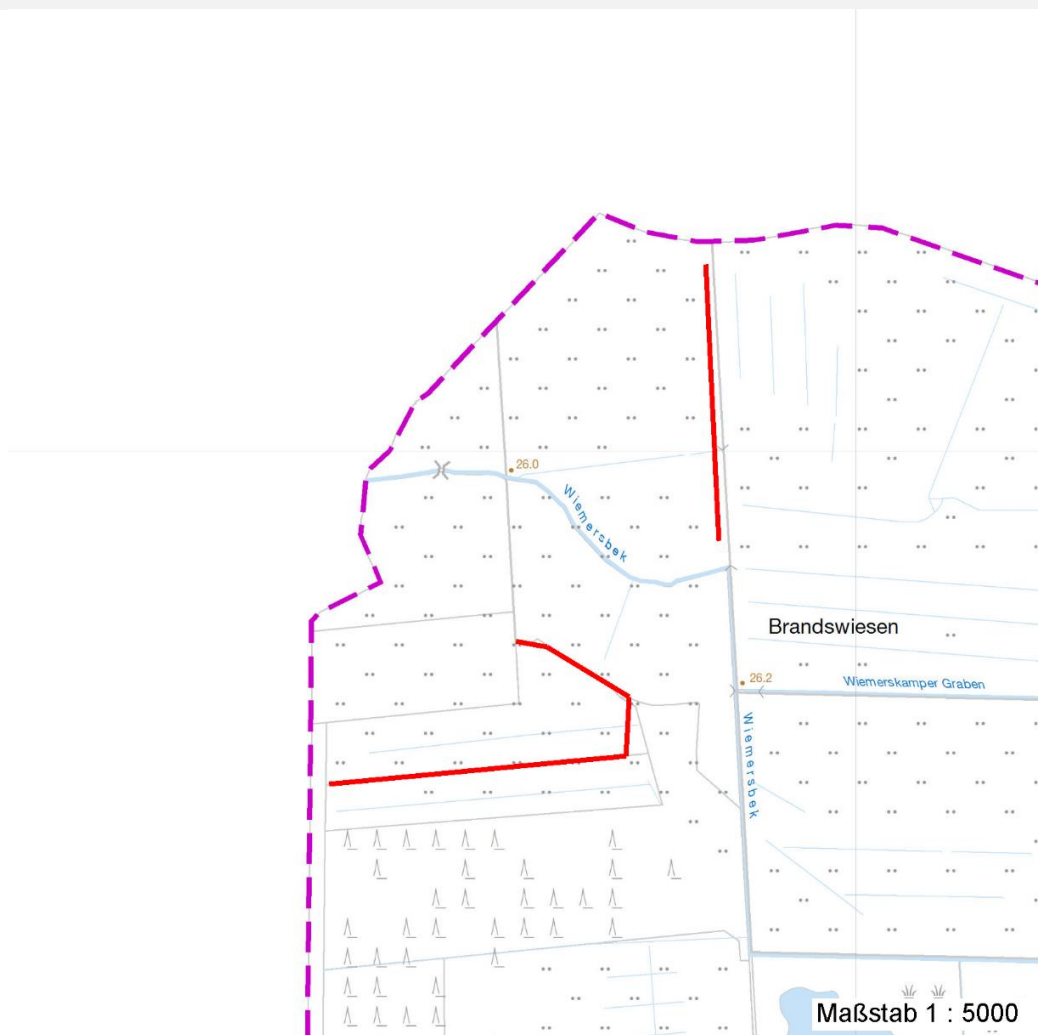 26.0
Wiemersbek
Brandswiesen
26.2
Wiemerskamper Graben
Wiemersbek
Maßstab 1 : 5000